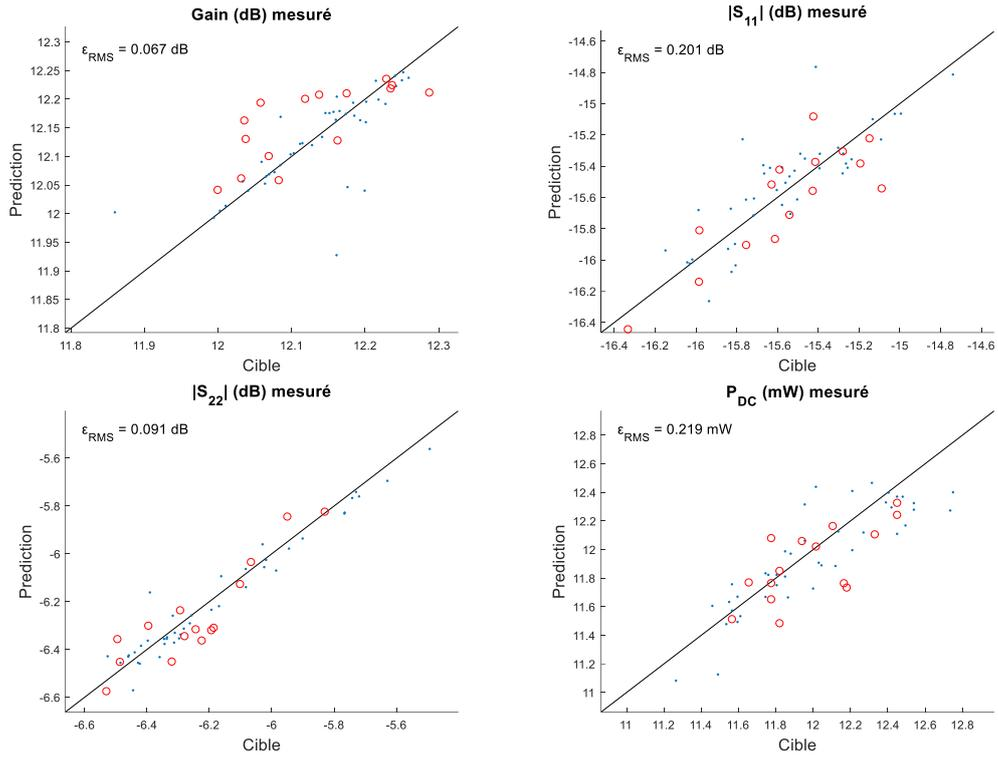 Gain (dB) mesuré
ε_RMS = 0.067 dB
12.3
12.25
12.2
12.15
12.1
12.05
12
11.95
11.9
11.85
11.8
Prediction
11.8 11.9 12 12.1 12.2 12.3
Cible
|S_11| (dB) mesuré
ε_RMS = 0.201 dB
-14.6
-14.8
-15
-15.2
-15.4
-15.6
-15.8
-16
-16.2
-16.4
Prediction
-16.4 -16.2 -16 -15.8 -15.6 -15.4 -15.2 -15 -14.8 -14.6
Cible
|S_22| (dB) mesuré
ε_RMS = 0.091 dB
-5.6
-5.8
-6
-6.2
-6.4
-6.6
Prediction
-6.6 -6.4 -6.2 -6 -5.8 -5.6
Cible
P_DC (mW) mesuré
ε_RMS = 0.219 mW
12.8
12.6
12.4
12.2
12
11.8
11.6
11.4
11.2
11
Prediction
11 11.2 11.4 11.6 11.8 12 12.2 12.4 12.6 12.8
Cible